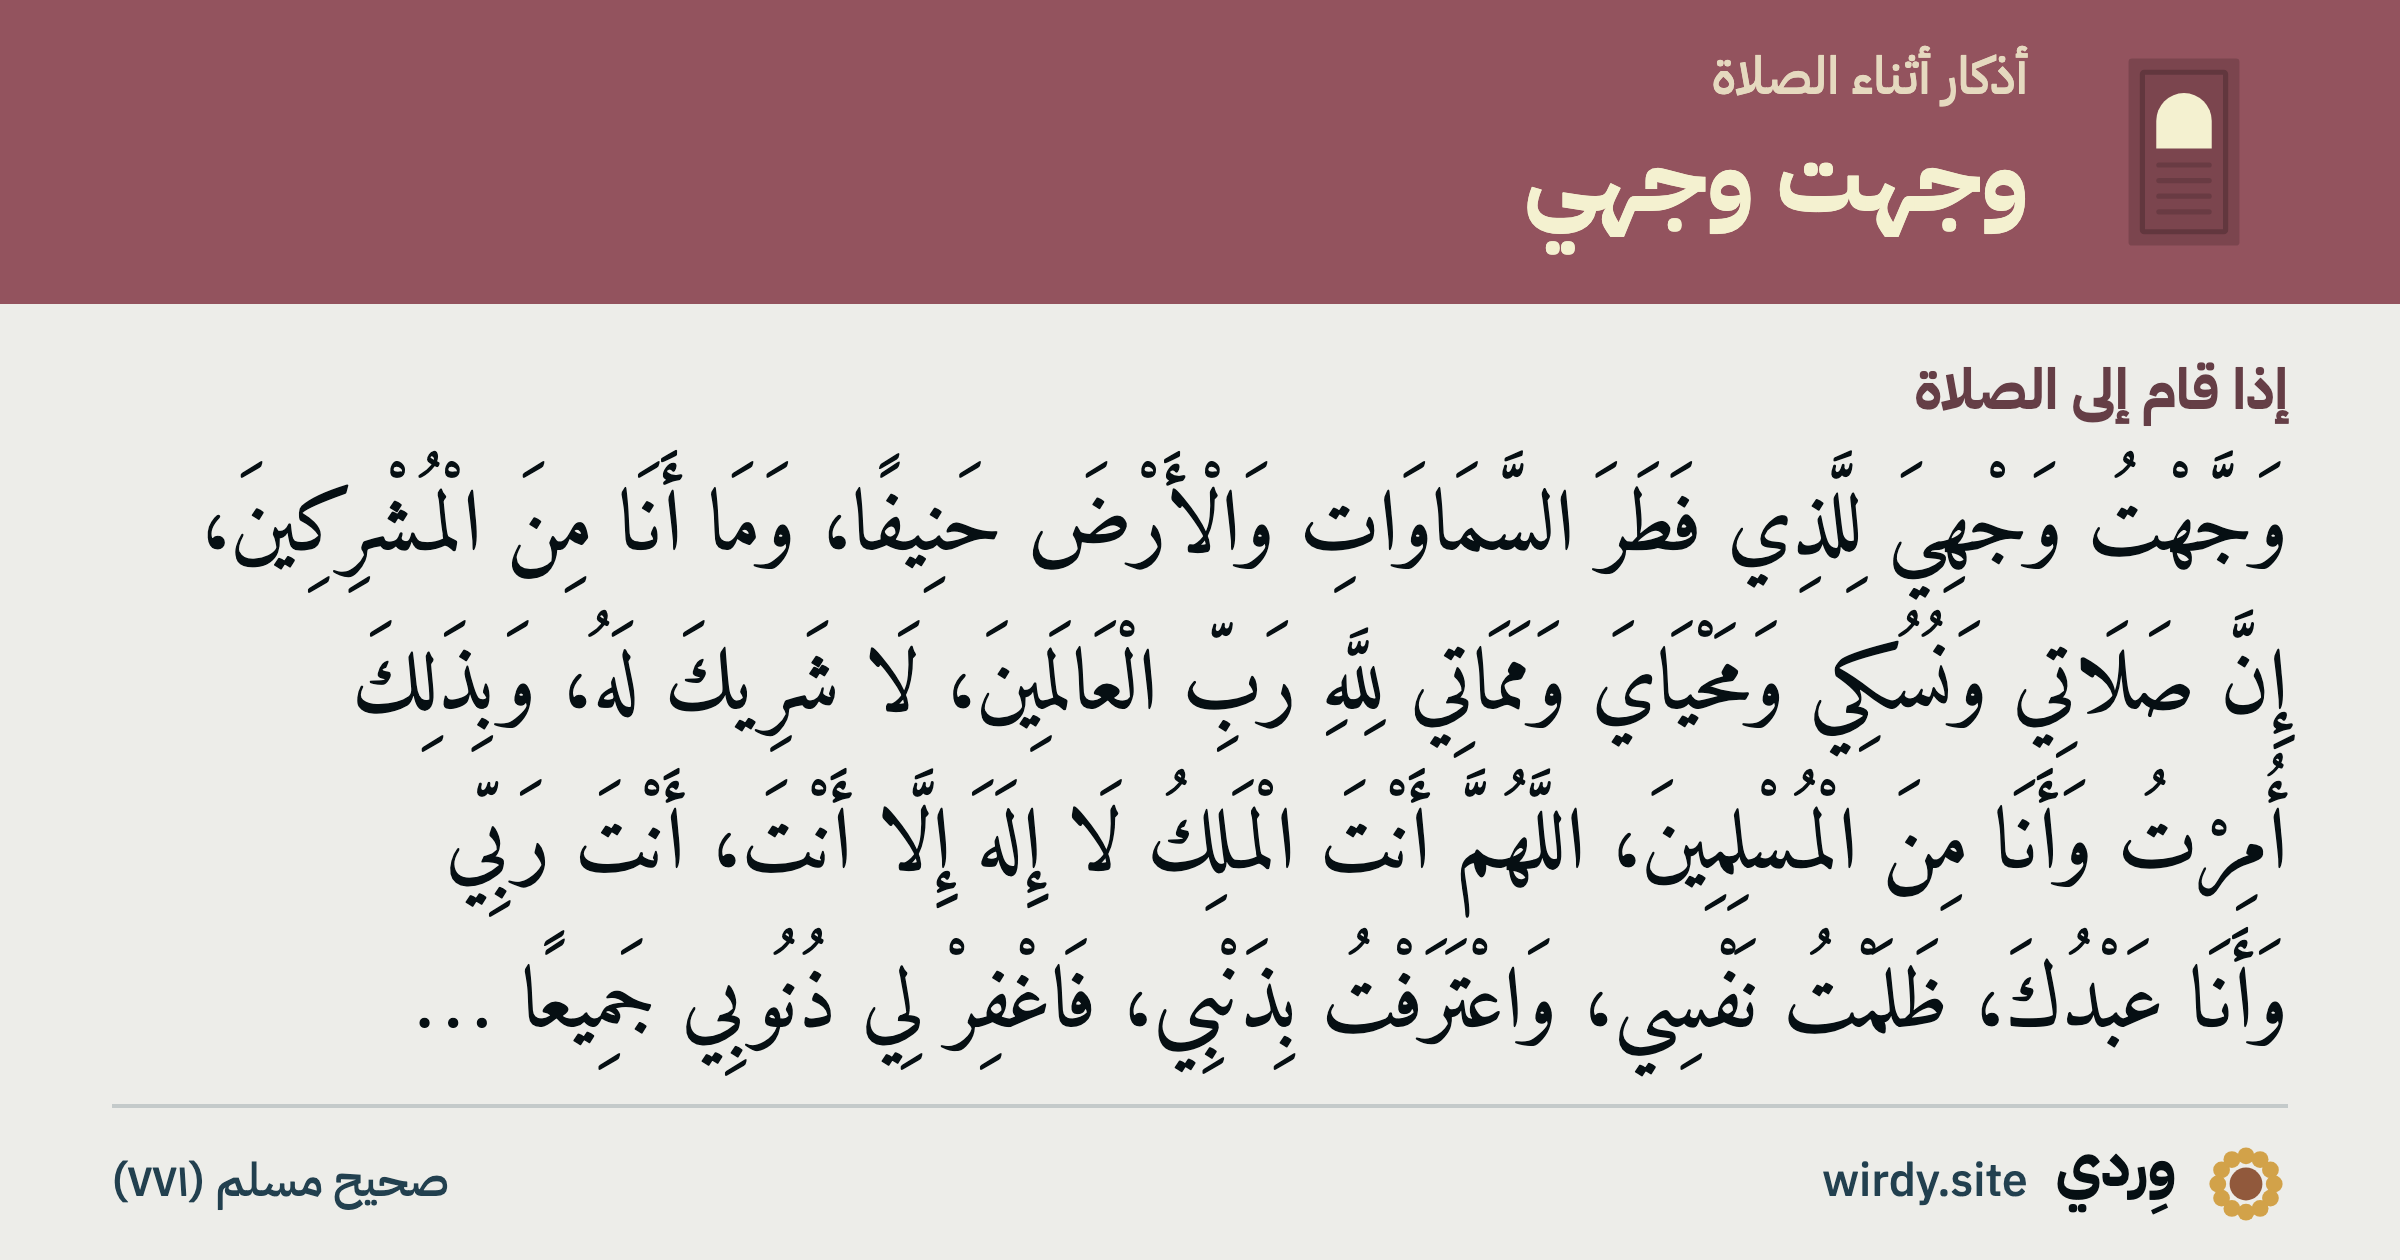 أذكار أثناء الصلاة
وجهت وجهي
إذا قام إلى الصلاة
وَجَّهْتُ وَجْهِيَ لِلَّذِي فَطَرَ السَّمَاوَاتِ وَالْأَرْضَ حَنِيفًا، وَمَا أَنَا مِنَ الْمُشْرِكِينَ،
إِنَّ صَلَاتِي وَنُسُكِي وَمَحْيَايَ وَمَمَاتِي لِلَّهِ رَبِّ الْعَالَمِينَ، لَا شَرِيكَ لَهُ، وَبِذَلِكَ
أُمِرْتُ وَأَنَا مِنَ الْمُسْلِمِينَ، اللَّهُمَّ أَنْتَ الْمَلِكُ لَا إِلَهَ إِلَّا أَنْتَ، أَنْتَ رَبِّي
وَأَنَا عَبْدُكَ، ظَلَمْتُ نَفْسِي، وَاعْتَرَفْتُ بِذَنْبِي، فَاغْفِرْ لِي ذُنُوبِي جَمِيعًا ...
وِردي wirdy.site
صحيح مسلم (٧٧١)